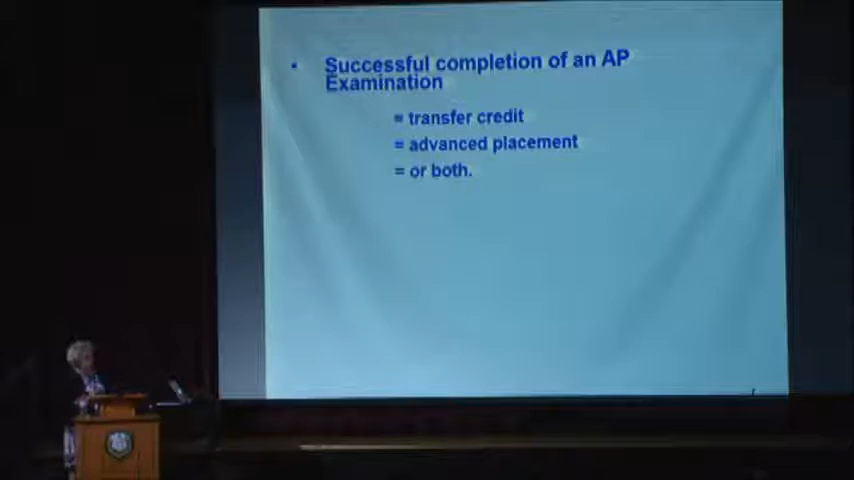 • Successful completion of an AP
Examination
= transfer credit
= advanced placement
= or both.